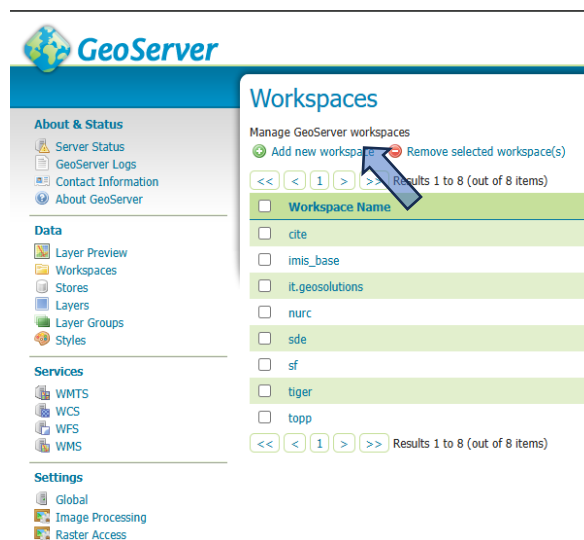 GeoServer
About & Status
Server Status
GeoServer Logs
Contact Information
About GeoServer
Data
Layer Preview
Workspaces
Stores
Layers
Layer Groups
Styles
Services
WMTS
WCS
WFS
WMS
Settings
Global
Image Processing
Raster Access
Workspaces
Manage GeoServer workspaces
Add new workspace Remove selected workspace(s)
<< < 1 > >> Results 1 to 8 (out of 8 items)
Workspace Name
cite
imis_base
it.geosolutions
nurc
sde
sf
tiger
topp
<< < 1 > >> Results 1 to 8 (out of 8 items)